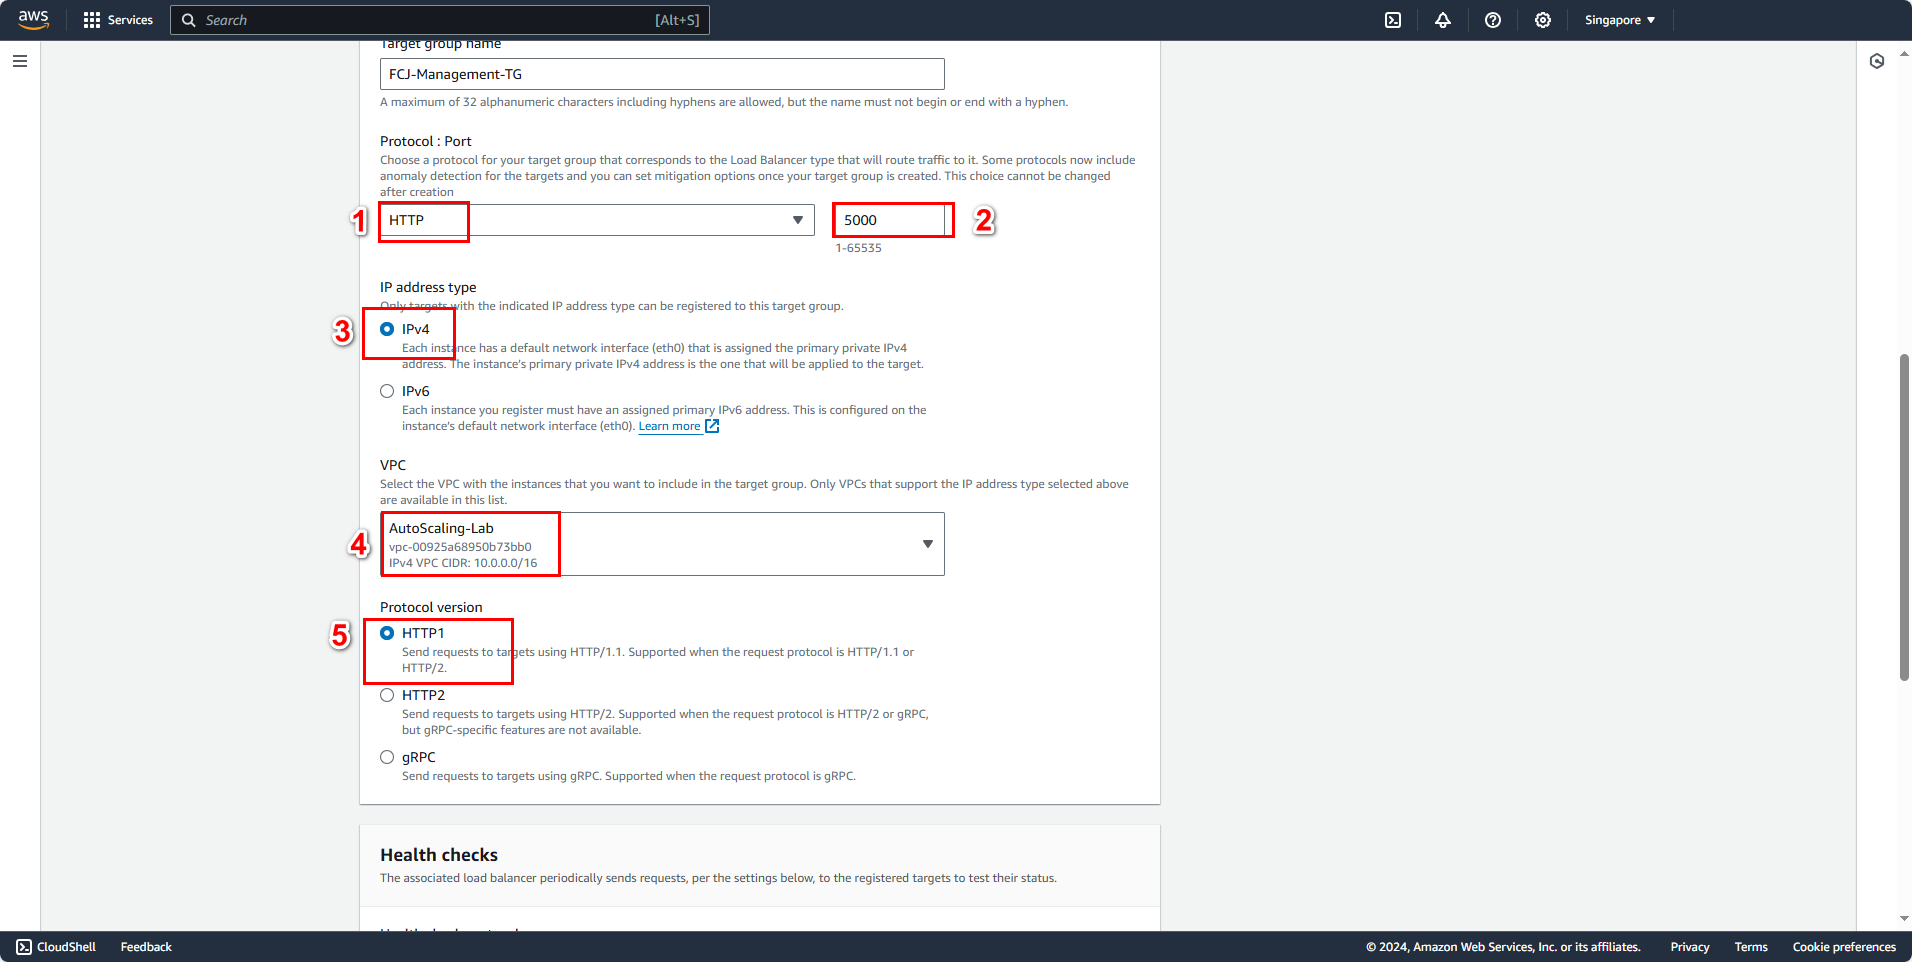 aws
Services
Search
[Alt+S]
Singapore
Target group name
FCJ-Management-TG
A maximum of 32 alphanumeric characters including hyphens are allowed, but the name must not begin or end with a hyphen.
Protocol : Port
Choose a protocol for your target group that corresponds to the Load Balancer type that will route traffic to it. Some protocols now include
anomaly detection for the targets and you can set mitigation options once your target group is created. This choice cannot be changed
after creation
1
HTTP
5000
2
1-65535
IP address type
Only targets with the indicated IP address type can be registered to this target group.
3
IPv4
Each instance has a default network interface (eth0) that is assigned the primary private IPv4
address. The instance's primary private IPv4 address is the one that will be applied to the target.
IPv6
Each instance you register must have an assigned primary IPv6 address. This is configured on the
instance's default network interface (eth0). Learn more
VPC
Select the VPC with the instances that you want to include in the target group. Only VPCs that support the IP address type selected above
are available in this list.
4
AutoScaling-Lab
vpc-00925a68950b73bb0
IPv4 VPC CIDR: 10.0.0.0/16
Protocol version
5
HTTP1
Send requests to targets using HTTP/1.1. Supported when the request protocol is HTTP/1.1 or
HTTP/2.
HTTP2
Send requests to targets using HTTP/2. Supported when the request protocol is HTTP/2 or gRPC,
but gRPC-specific features are not available.
gRPC
Send requests to targets using gRPC. Supported when the request protocol is gRPC.
Health checks
The associated load balancer periodically sends requests, per the settings below, to the registered targets to test their status.
CloudShell
Feedback
© 2024, Amazon Web Services, Inc. or its affiliates.
Privacy
Terms
Cookie preferences